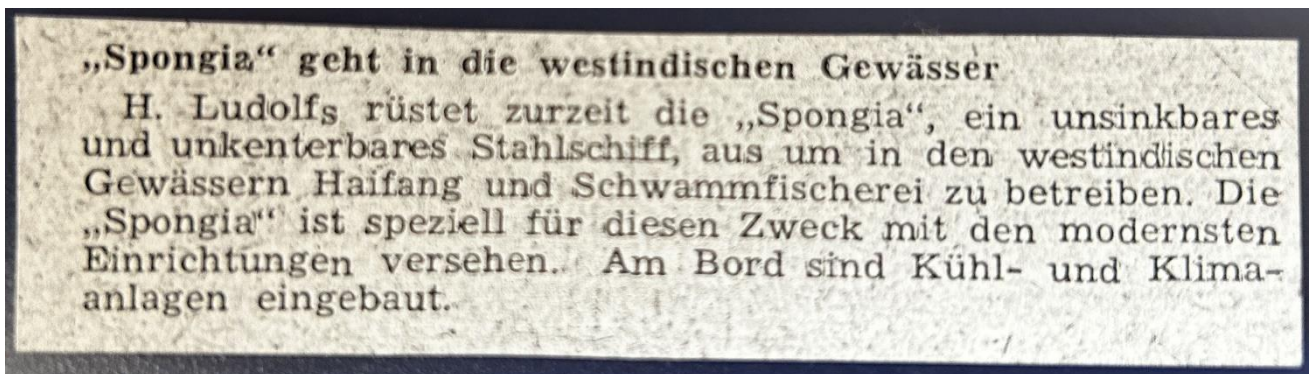 „Spongia“ geht in die westindischen Gewässer
H. Ludolfs rüstet zurzeit die „Spongia“, ein unsinkbares
und unkenterbares Stahlschiff, aus um in den westindischen
Gewässern Haifang und Schwammfischerei zu betreiben. Die
„Spongia“ ist speziell für diesen Zweck mit den modernsten
Einrichtungen versehen. Am Bord sind Kühl- und Klima-
anlagen eingebaut.